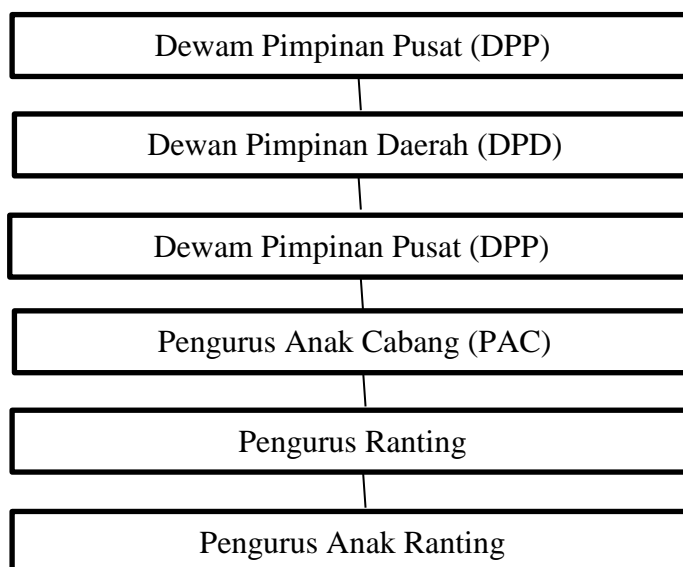 Dewam Pimpinan Pusat (DPP)
Dewan Pimpinan Daerah (DPD)
Dewam Pimpinan Pusat (DPP)
Pengurus Anak Cabang (PAC)
Pengurus Ranting
Pengurus Anak Ranting